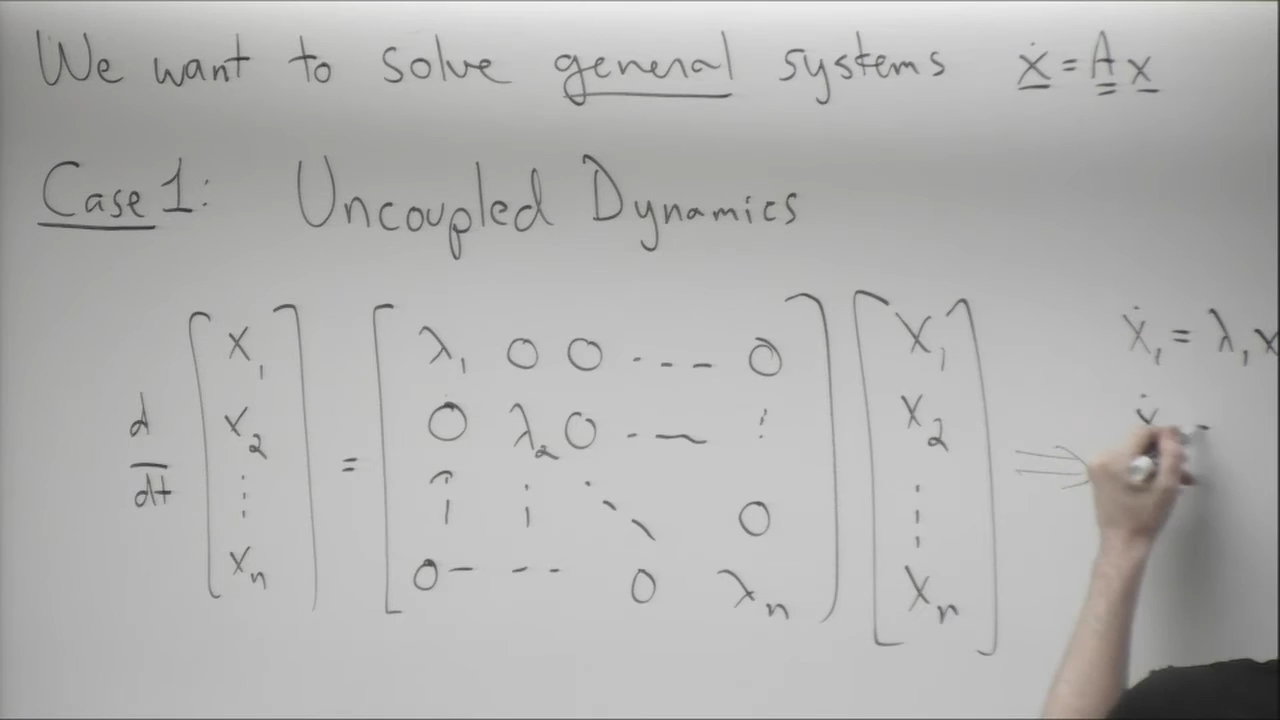 We want to solve general systems ẋ = A x
Case 1: Uncoupled Dynamics
d/dt [x₁ x₂ ⋮ xₙ] = [λ₁ 0 0 --- 0; 0 λ₂ 0 --- ⋮; ⋮ ⋮ ⋱ 0; 0 --- 0 λₙ] [x₁ x₂ ⋮ xₙ] ⇒
ẋ₁ = λ₁x